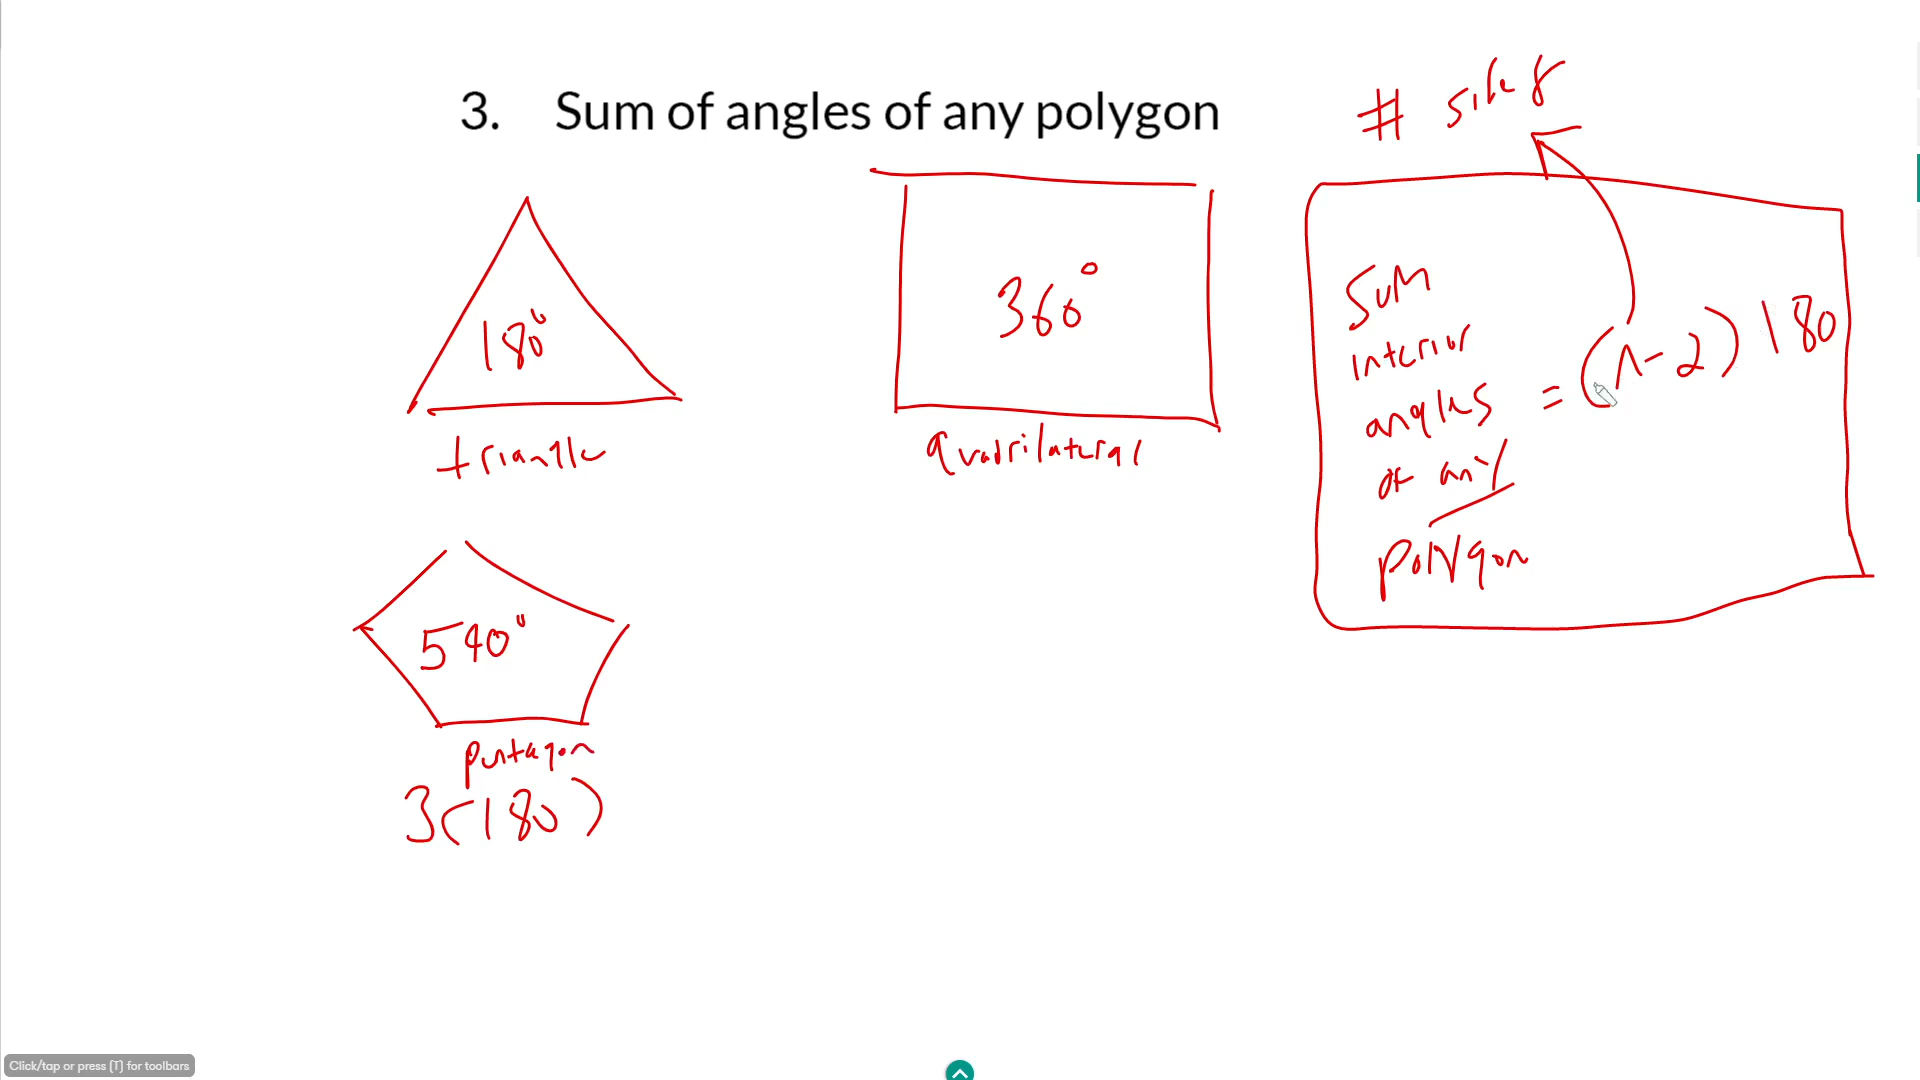 3. Sum of angles of any polygon
# sides
180°
triangle
360°
quadrilateral
Sum
interior
angles = (n-2)180
of any
polygon
540°
pentagon
3(180)
Click/tap or press (T) for toolbars